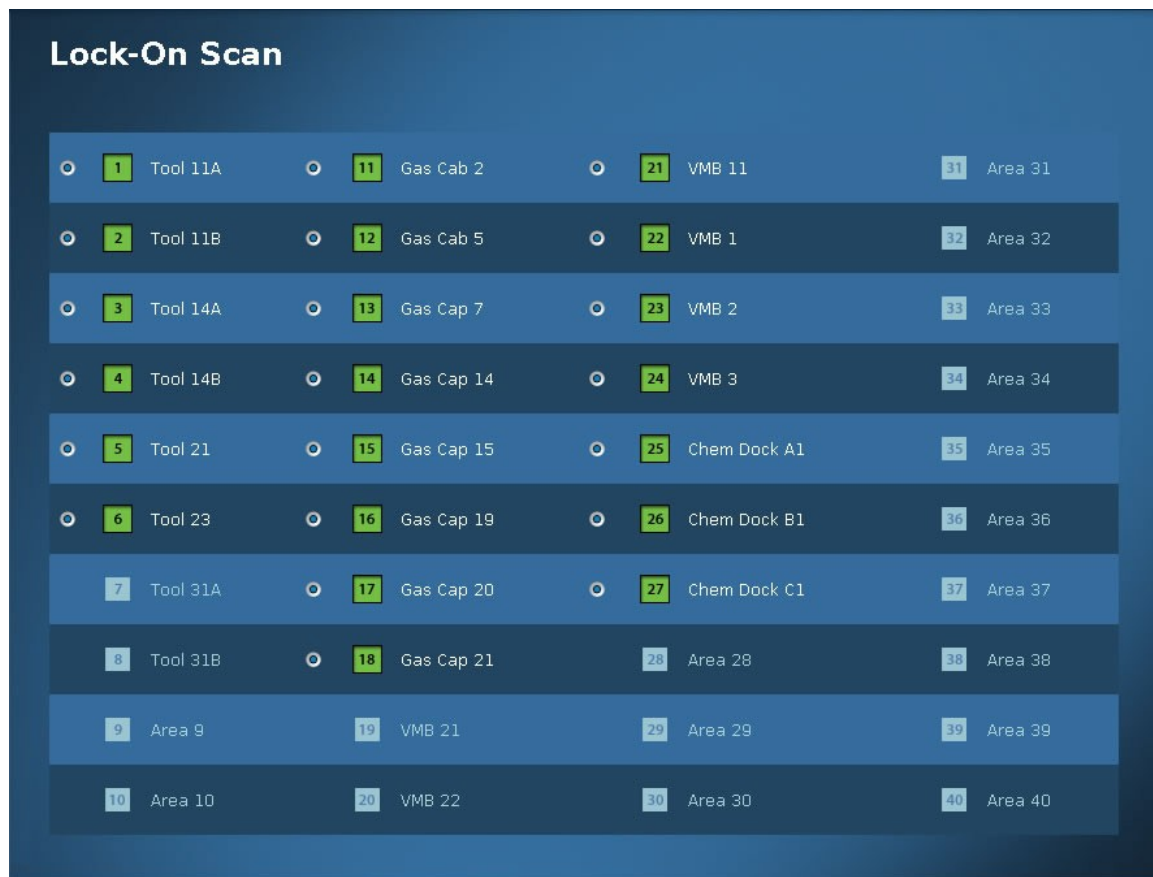 Lock-On Scan
1 Tool 11A 11 Gas Cab 2 21 VMB 11 31 Area 31
2 Tool 11B 12 Gas Cab 5 22 VMB 1 32 Area 32
3 Tool 14A 13 Gas Cap 7 23 VMB 2 33 Area 33
4 Tool 14B 14 Gas Cap 14 24 VMB 3 34 Area 34
5 Tool 21 15 Gas Cap 15 25 Chem Dock A1 35 Area 35
6 Tool 23 16 Gas Cap 19 26 Chem Dock B1 36 Area 36
7 Tool 31A 17 Gas Cap 20 27 Chem Dock C1 37 Area 37
8 Tool 31B 18 Gas Cap 21 28 Area 28 38 Area 38
9 Area 9 19 VMB 21 29 Area 29 39 Area 39
10 Area 10 20 VMB 22 30 Area 30 40 Area 40